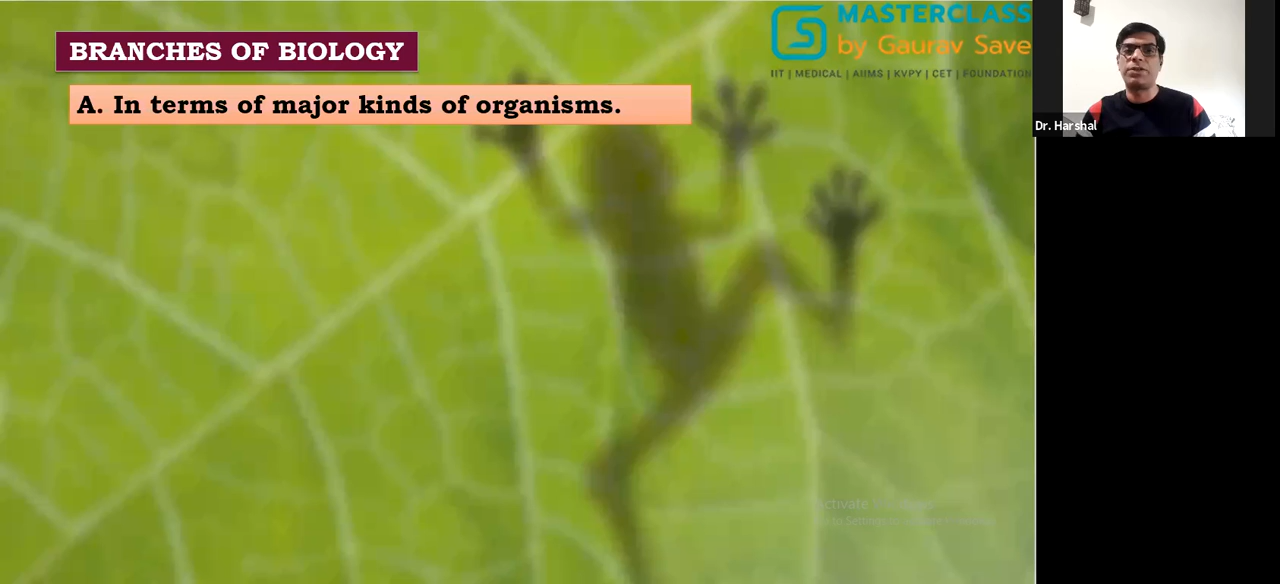 BRANCHES OF BIOLOGY
A. In terms of major kinds of organisms.
MASTERCLASS
by Gaurav Save
IIT | MEDICAL | AIIMS | KVPY | CET | FOUNDATION
Dr. Harshal